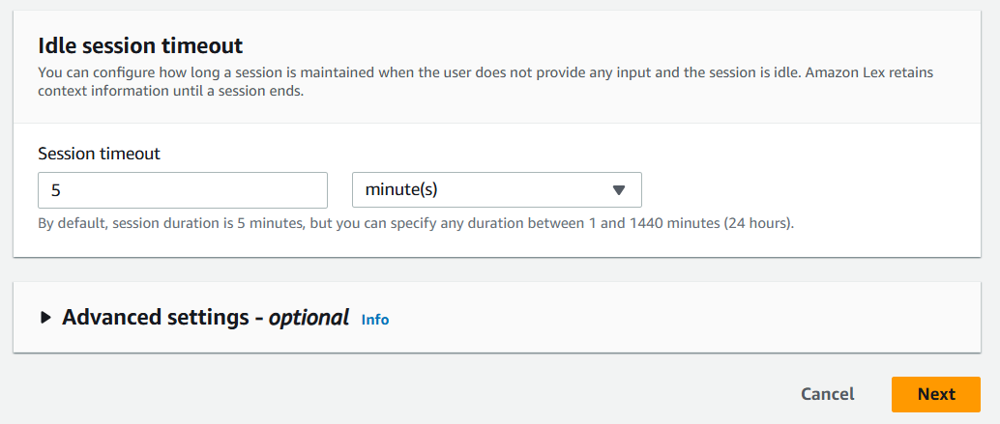 Idle session timeout
You can configure how long a session is maintained when the user does not provide any input and the session is idle. Amazon Lex retains
context information until a session ends.
Session timeout
5
minute(s)
By default, session duration is 5 minutes, but you can specify any duration between 1 and 1440 minutes (24 hours).
Advanced settings - optional Info
Cancel
Next